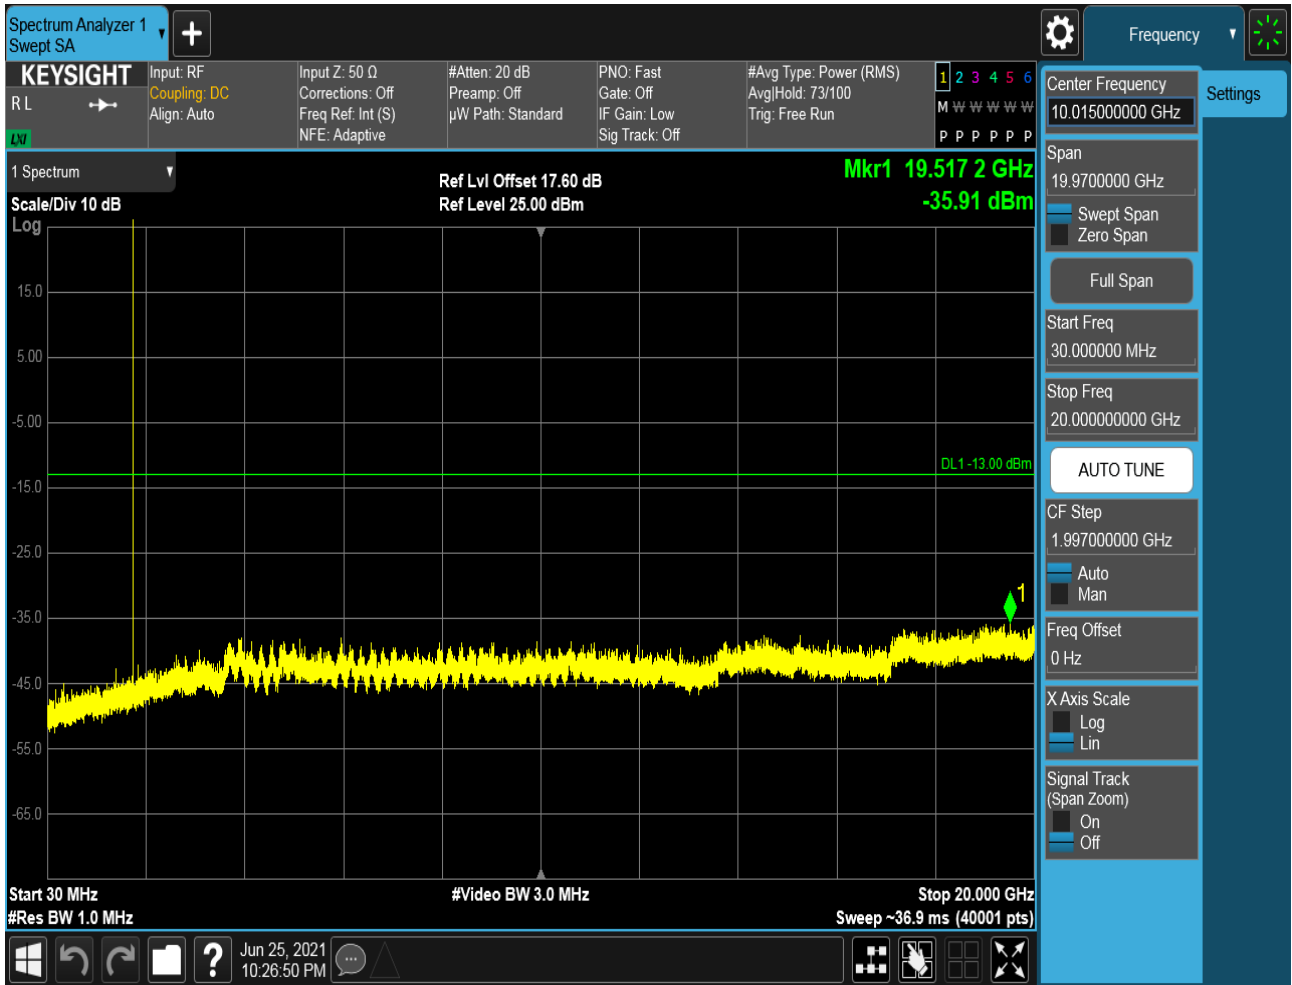 Spectrum Analyzer 1
Swept SA
Frequency
KEYSIGHT
R L
LXI
Input: RF
Coupling: DC
Align: Auto
Input Z: 50 Ω
Corrections: Off
Freq Ref: Int (S)
NFE: Adaptive
#Atten: 20 dB
Preamp: Off
µW Path: Standard
PNO: Fast
Gate: Off
IF Gain: Low
Sig Track: Off
#Avg Type: Power (RMS)
Avg|Hold: 73/100
Trig: Free Run
1 2 3 4 5 6
M W W W W W
P P P P P P
1 Spectrum
Scale/Div 10 dB
Log
Ref Lvl Offset 17.60 dB
Ref Level 25.00 dBm
Mkr1 19.517 2 GHz
-35.91 dBm
15.0
5.00
-5.00
-15.0
-25.0
-35.0
-45.0
-55.0
-65.0
DL1 -13.00 dBm
1
Start 30 MHz
#Res BW 1.0 MHz
#Video BW 3.0 MHz
Stop 20.000 GHz
Sweep ~36.9 ms (40001 pts)
Center Frequency
10.015000000 GHz
Settings
Span
19.9700000 GHz
Swept Span
Zero Span
Full Span
Start Freq
30.000000 MHz
Stop Freq
20.000000000 GHz
AUTO TUNE
CF Step
1.997000000 GHz
Auto
Man
Freq Offset
0 Hz
X Axis Scale
Log
Lin
Signal Track
(Span Zoom)
On
Off
?
Jun 25, 2021
10:26:50 PM